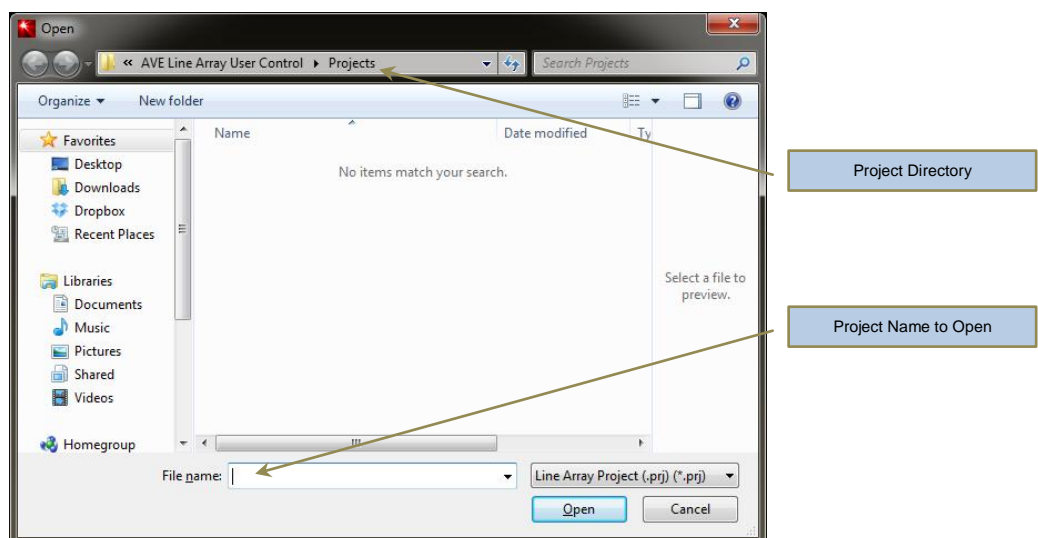 Open
« AVE Line Array User Control ▸ Projects
Search Projects
Organize ▼ New folder
Name Date modified Ty
No items match your search.
Favorites
Desktop
Downloads
Dropbox
Recent Places
Libraries
Documents
Music
Pictures
Shared
Videos
Homegroup
Select a file to
preview.
Project Directory
Project Name to Open
File name:
Line Array Project (.prj) (*.prj)
Open Cancel